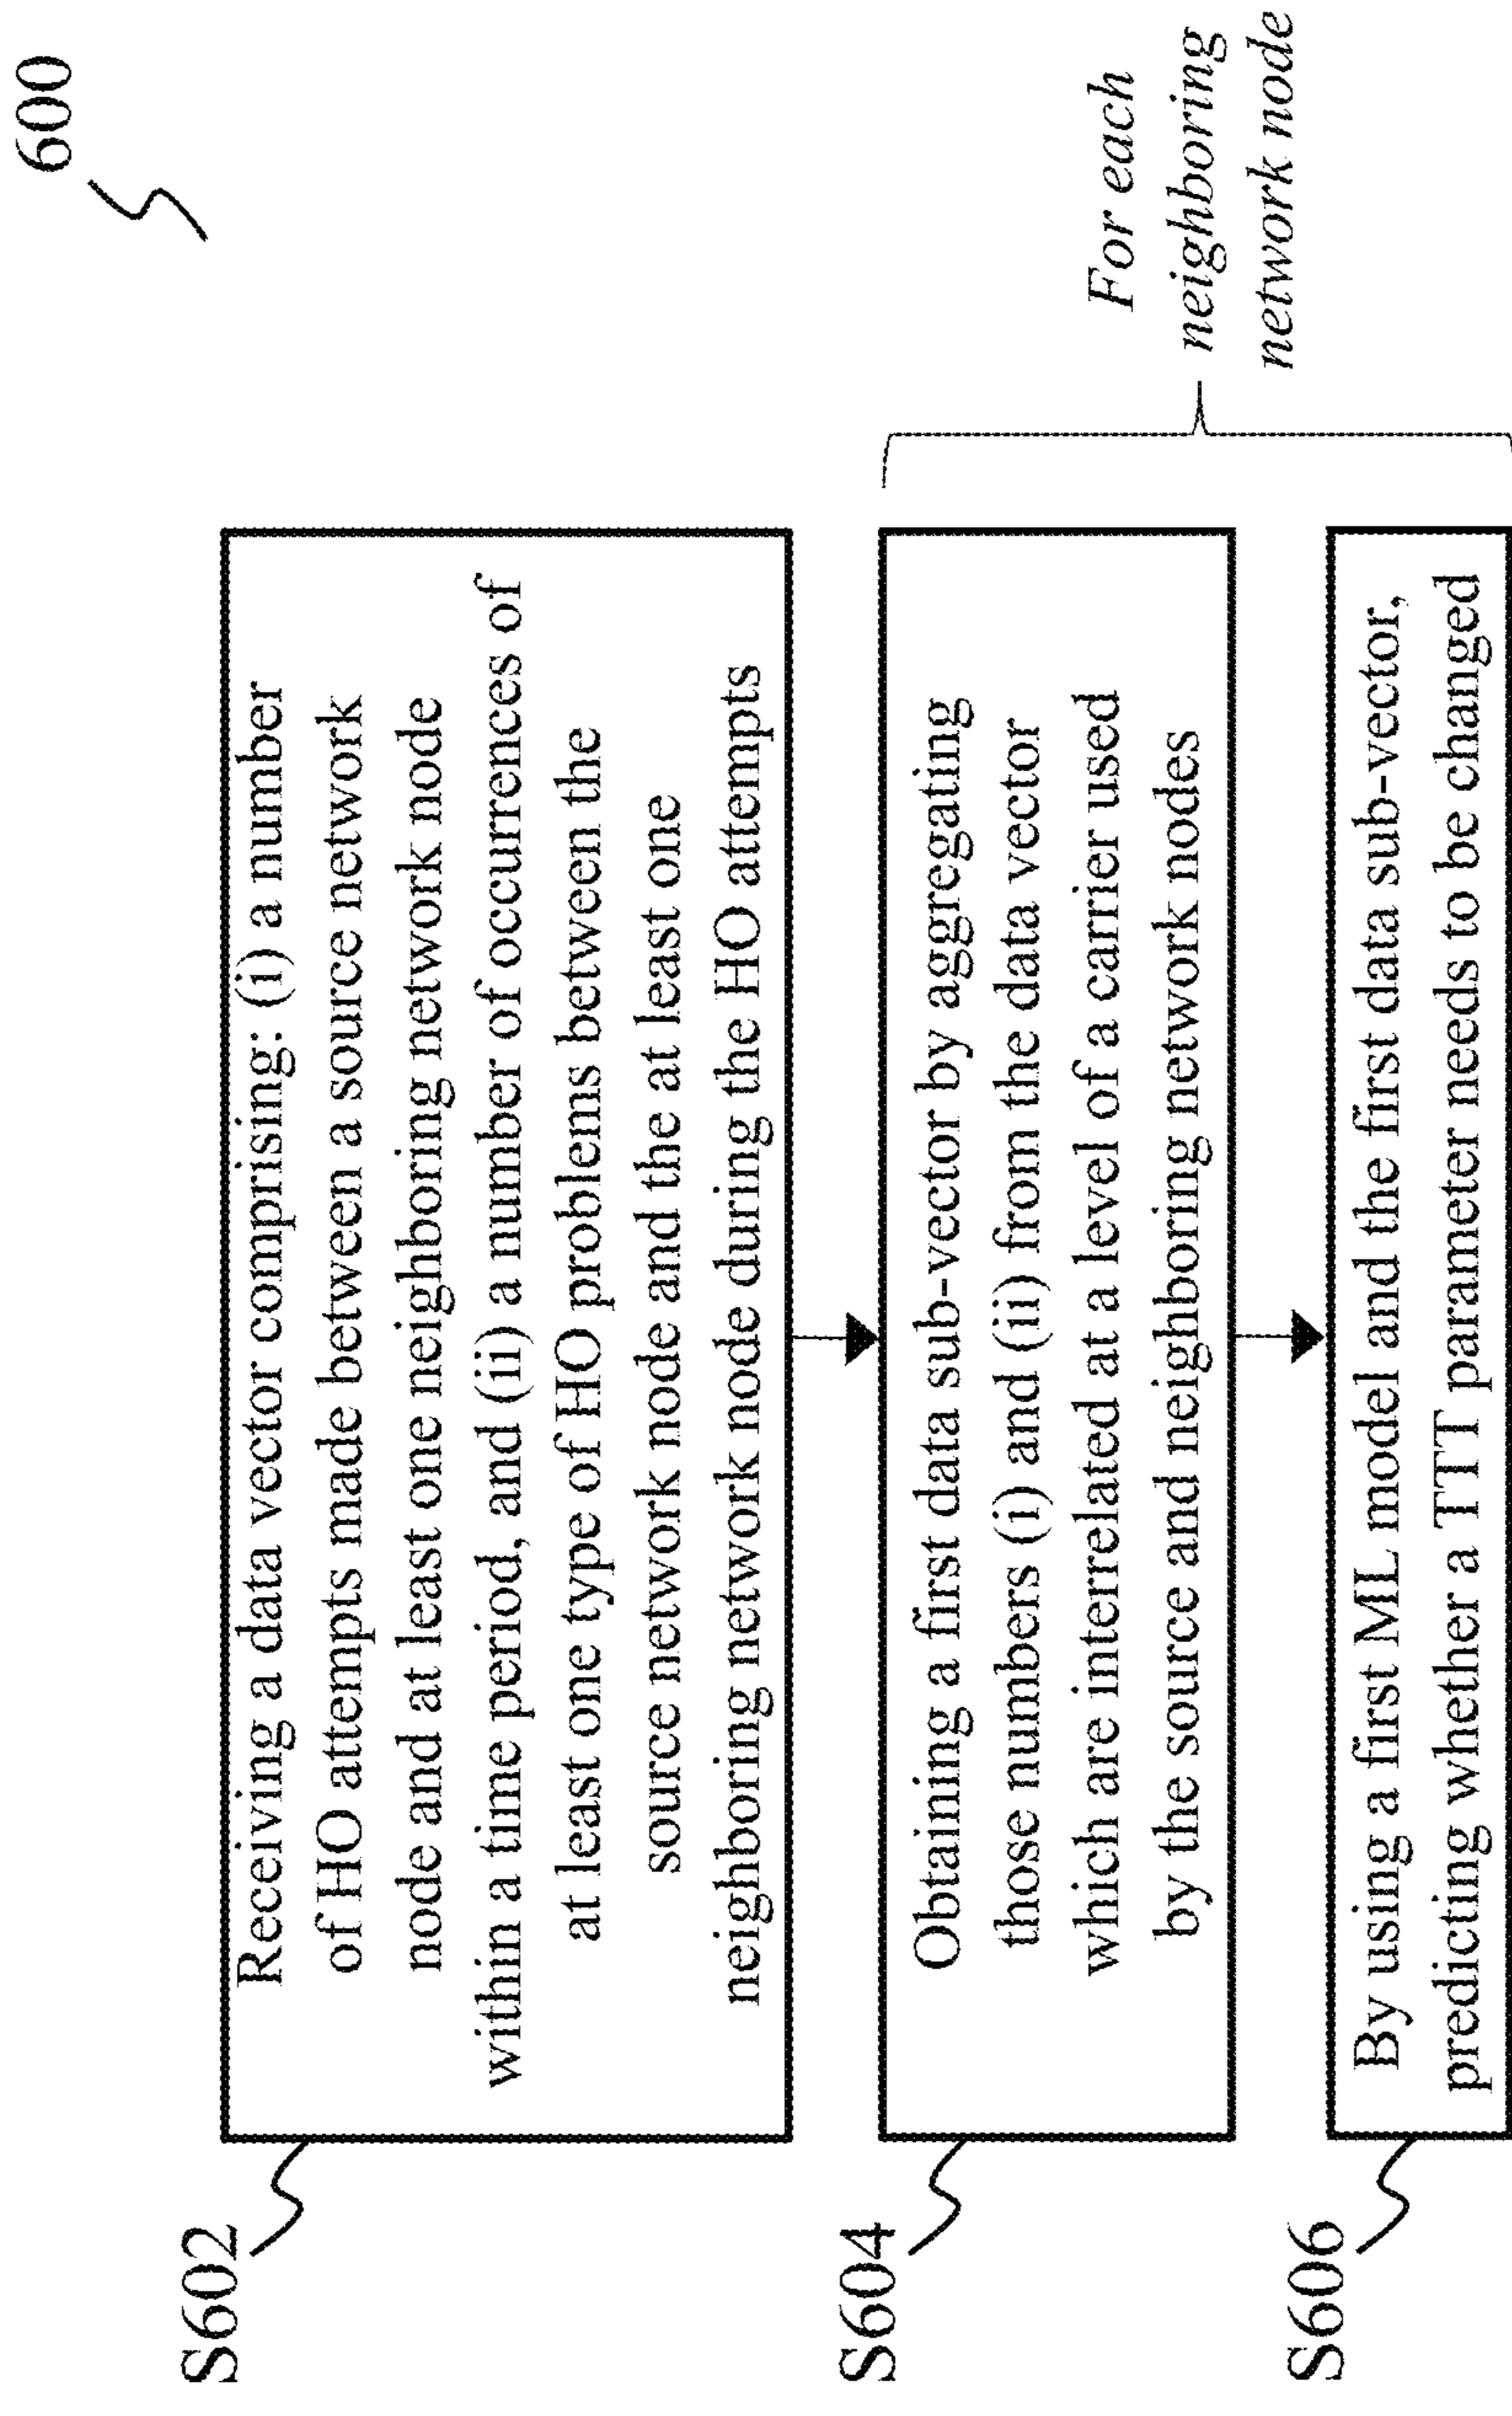 600
S602
Receiving a data vector comprising: (i) a number
of HO attempts made between a source network
node and at least one neighboring network node
within a time period, and (ii) a number of occurrences of
at least one type of HO problems between the
source network node and the at least one
neighboring network node during the HO attempts
S604
Obtaining a first data sub-vector by aggregating
those numbers (i) and (ii) from the data vector
which are interrelated at a level of a carrier used
by the source and neighboring network nodes
For each
neighboring
network node
S606
By using a first ML model and the first data sub-vector,
predicting whether a TTT parameter needs to be changed